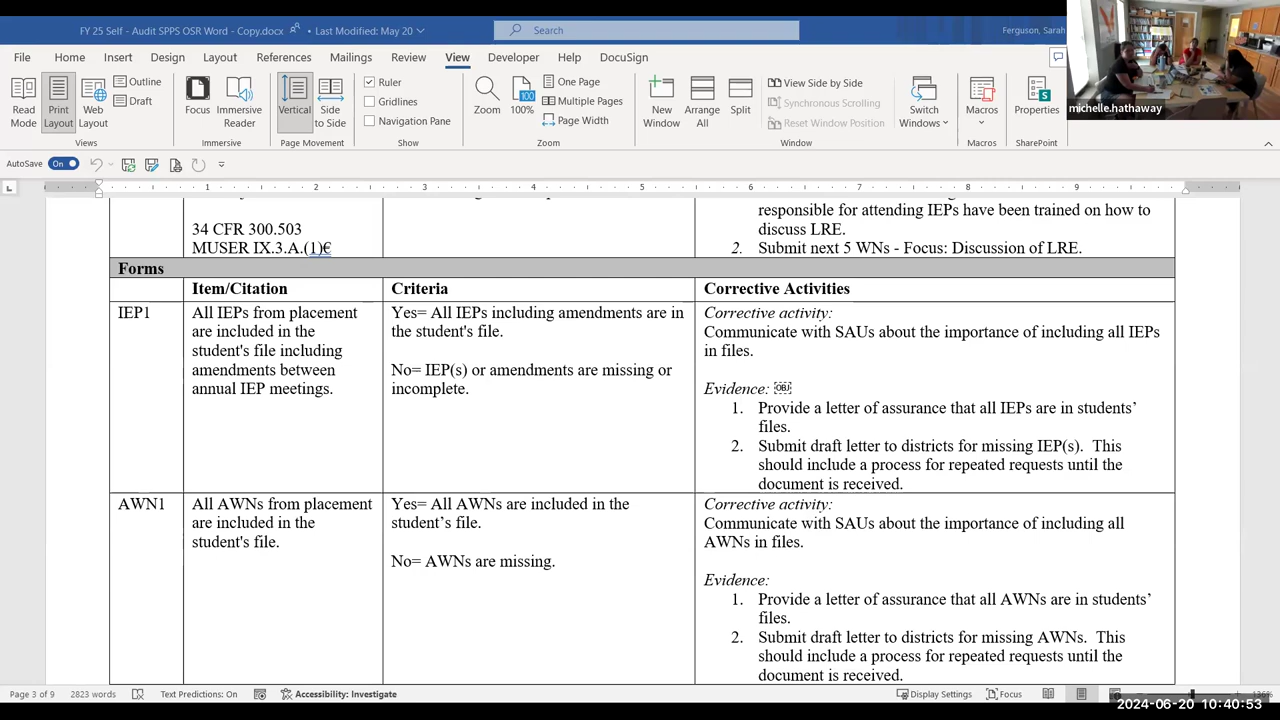 FY 25 Self - Audit SPPS OSR Word - Copy.docx • Last Modified: May 20
Search
Ferguson, Sarah
File Home Insert Draw Design Layout References Mailings Review View Developer Help DocuSign
Read Mode
Print Layout
Web Layout
Outline
Draft
Views
Focus
Immersive Reader
Immersive
Vertical
Side to Side
Page Movement
Ruler
Gridlines
Navigation Pane
Show
Zoom
100
100%
One Page
Multiple Pages
Page Width
Zoom
New Window
Arrange All
Split
View Side by Side
Synchronous Scrolling
Reset Window Position
Switch Windows
Window
Macros
Macros
Properties
SharePoint
michelle.hathaway
AutoSave On
1 2 3 4 5 6 7 8 9
34 CFR 300.503
MUSER IX.3.A.(1)€
responsible for attending IEPs have been trained on how to
discuss LRE.
2. Submit next 5 WNs - Focus: Discussion of LRE.
Forms
Item/Citation Criteria Corrective Activities
IEP1
All IEPs from placement
are included in the
student's file including
amendments between
annual IEP meetings.
Yes= All IEPs including amendments are in
the student's file.
No= IEP(s) or amendments are missing or
incomplete.
Corrective activity:
Communicate with SAUs about the importance of including all IEPs
in files.
Evidence: OBJ
1. Provide a letter of assurance that all IEPs are in students’
files.
2. Submit draft letter to districts for missing IEP(s). This
should include a process for repeated requests until the
document is received.
AWN1
All AWNs from placement
are included in the
student's file.
Yes= All AWNs are included in the
student’s file.
No= AWNs are missing.
Corrective activity:
Communicate with SAUs about the importance of including all
AWNs in files.
Evidence:
1. Provide a letter of assurance that all AWNs are in students’
files.
2. Submit draft letter to districts for missing AWNs. This
should include a process for repeated requests until the
document is received.
Page 3 of 9 2823 words Text Predictions: On Accessibility: Investigate Display Settings Focus 136%
2024-06-20 10:40:53